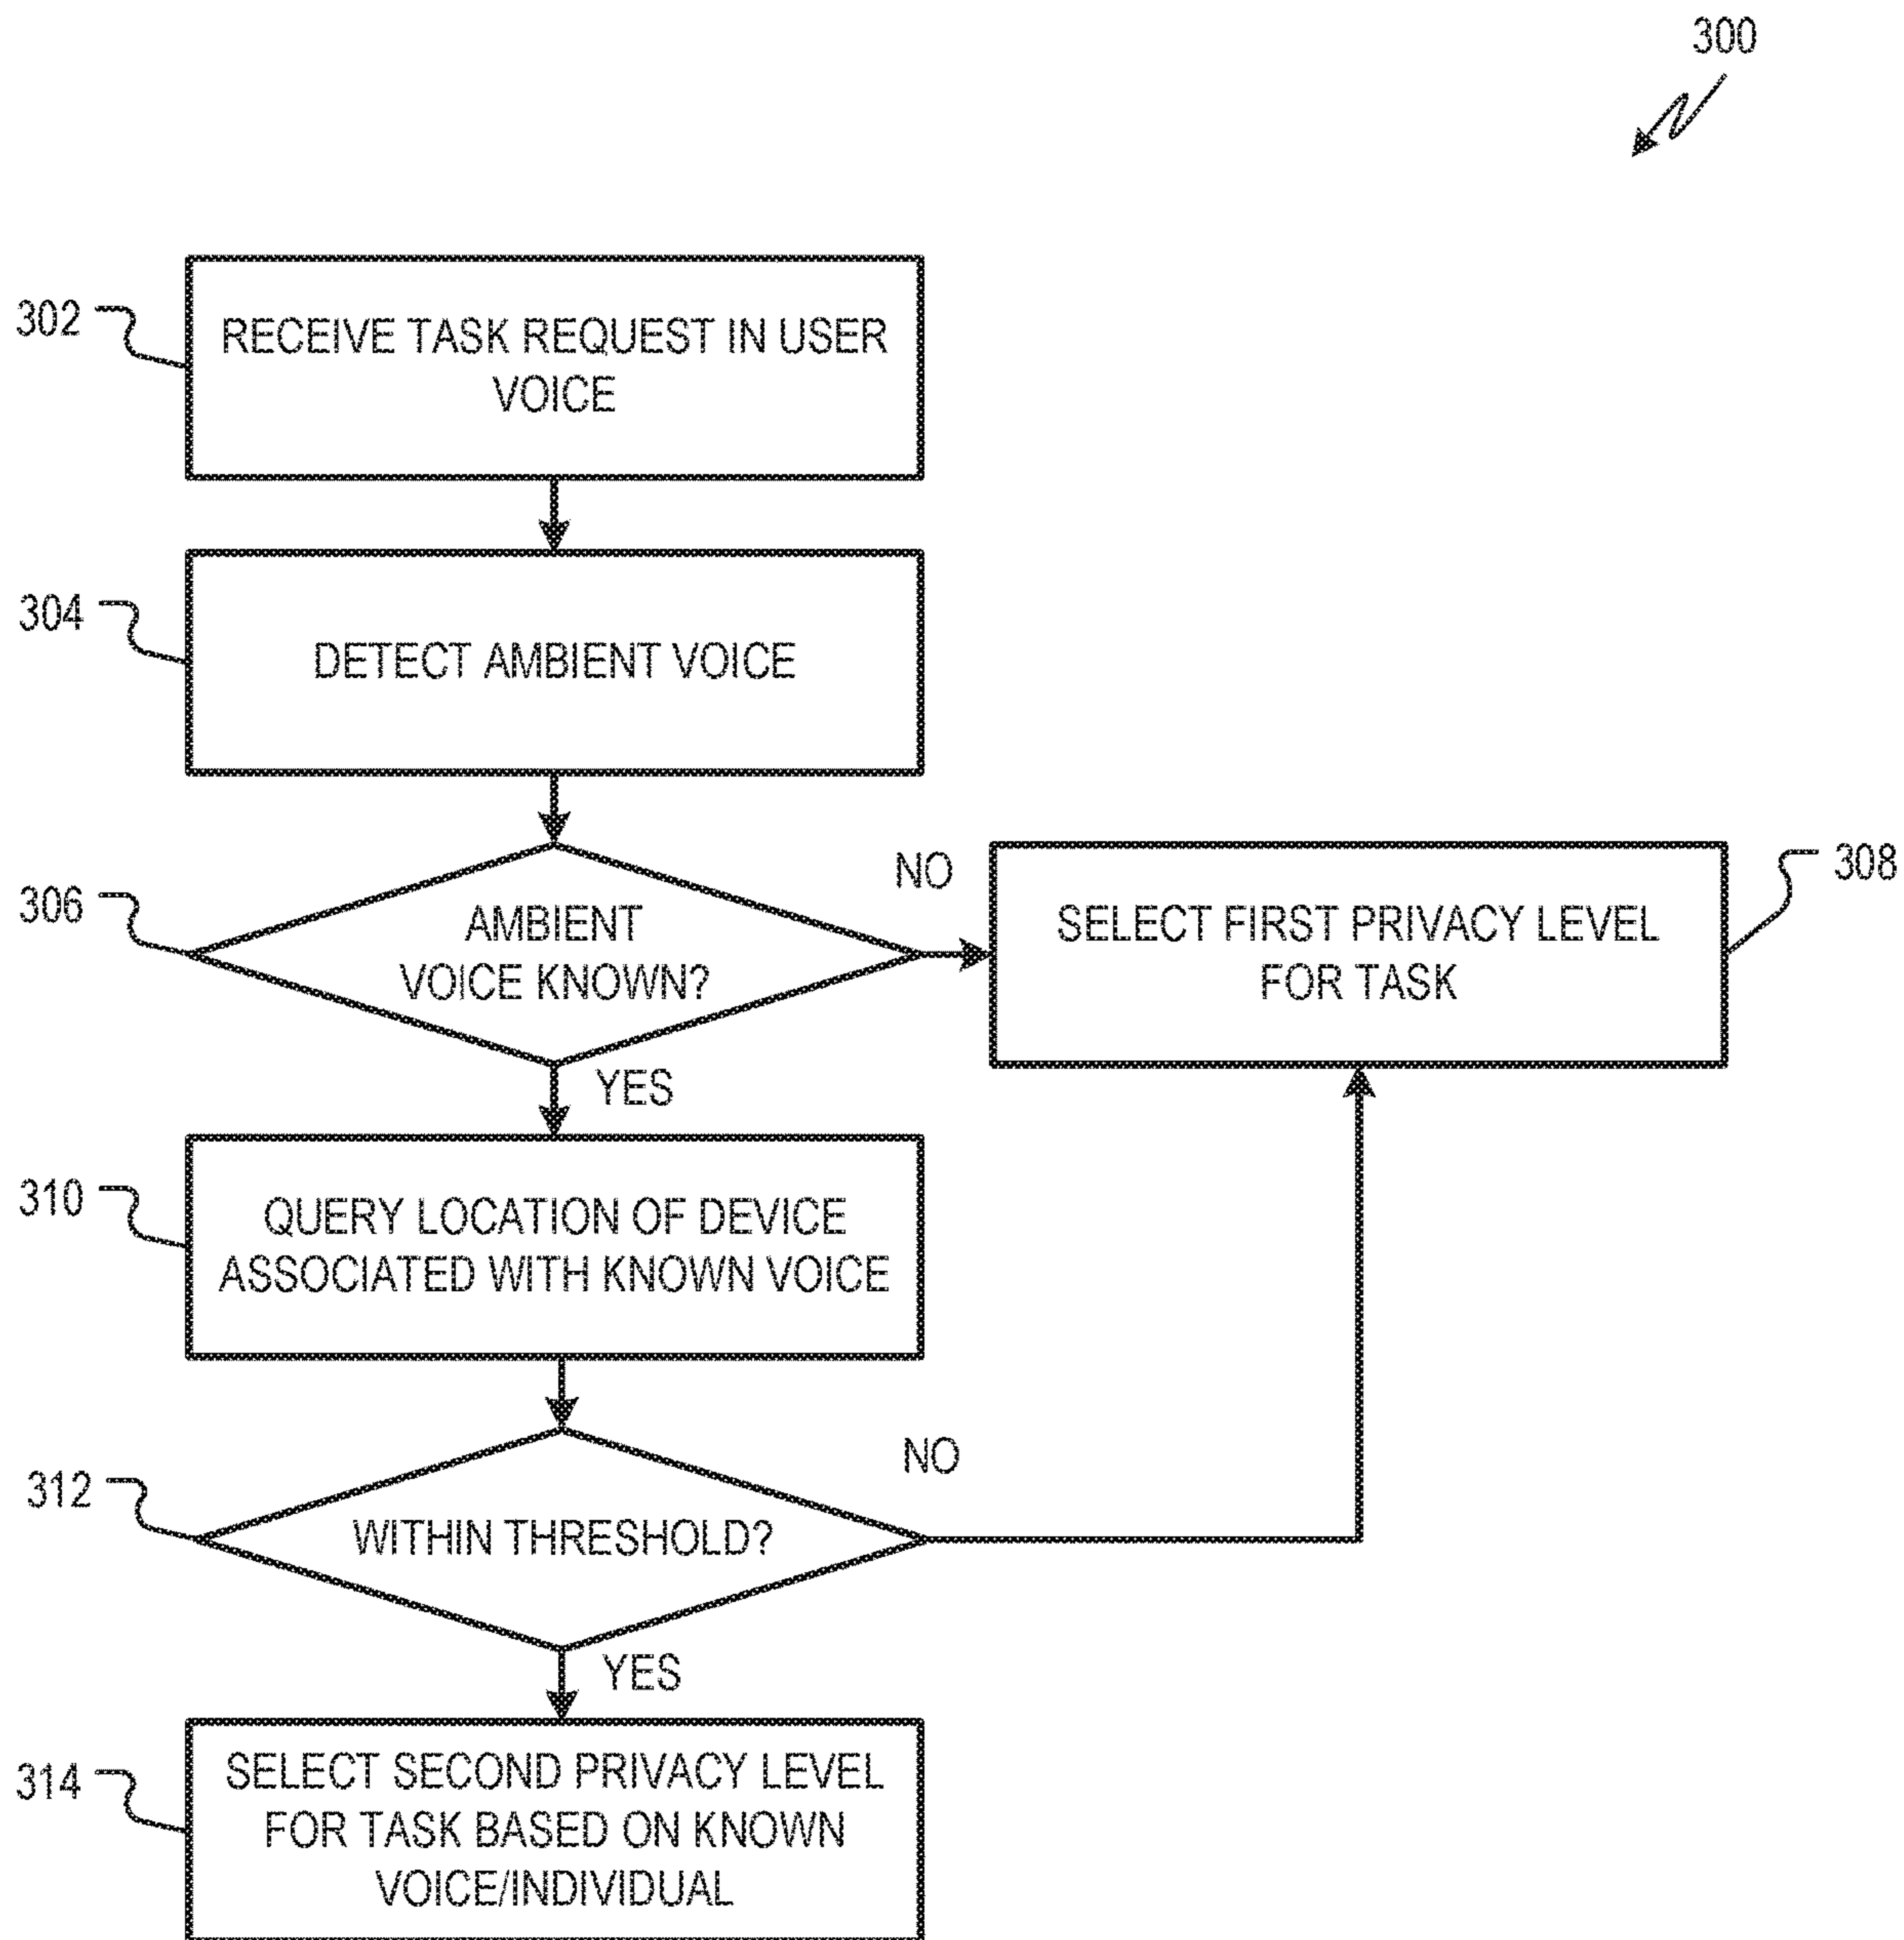 300
302
RECEIVE TASK REQUEST IN USER
VOICE
304
DETECT AMBIENT VOICE
306
AMBIENT
VOICE KNOWN?
NO
SELECT FIRST PRIVACY LEVEL
FOR TASK
308
YES
310
QUERY LOCATION OF DEVICE
ASSOCIATED WITH KNOWN VOICE
312
WITHIN THRESHOLD?
NO
YES
314
SELECT SECOND PRIVACY LEVEL
FOR TASK BASED ON KNOWN
VOICE/INDIVIDUAL